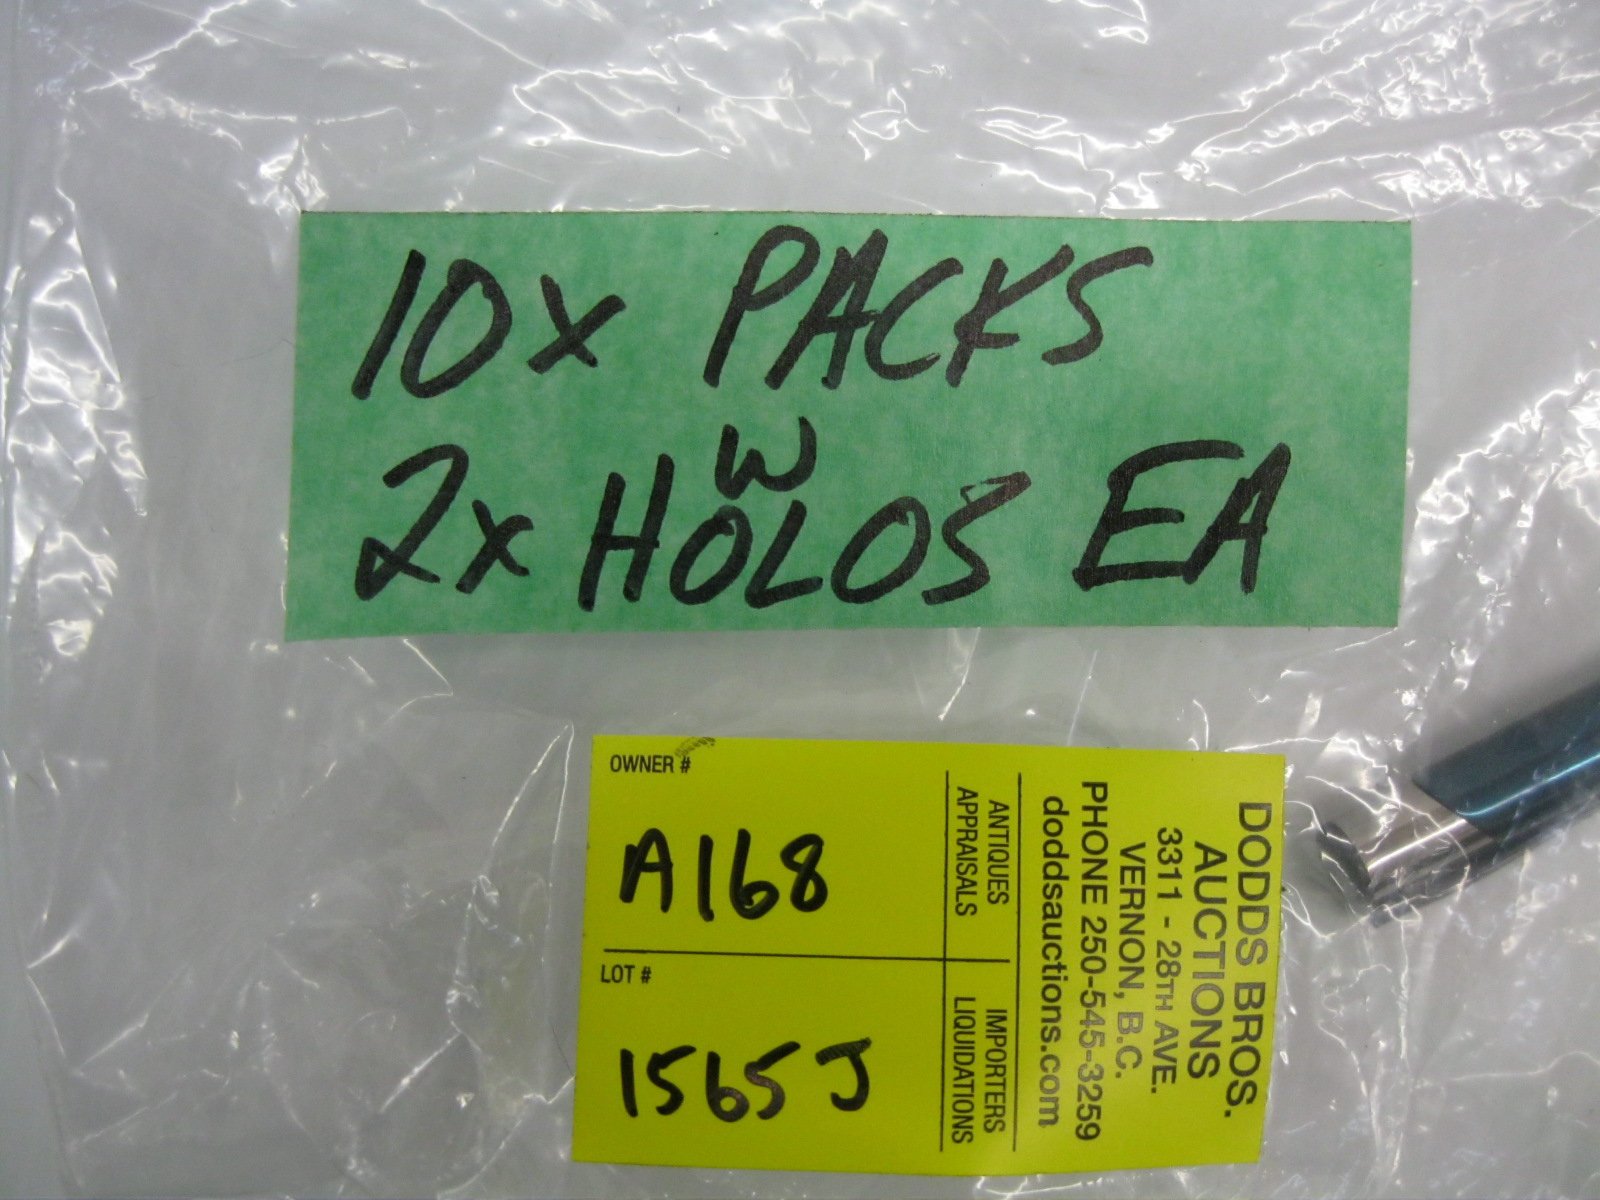 10x PACKS
W
2x HOLOS EA
OWNER #
A168
LOT #
1565J
ANTIQUES
APPRAISALS
IMPORTERS
LIQUIDATIONS
DODDS BROS.
AUCTIONS
3311 - 28TH AVE.
VERNON, B.C.
PHONE 250-545-3259
doddsauctions.com